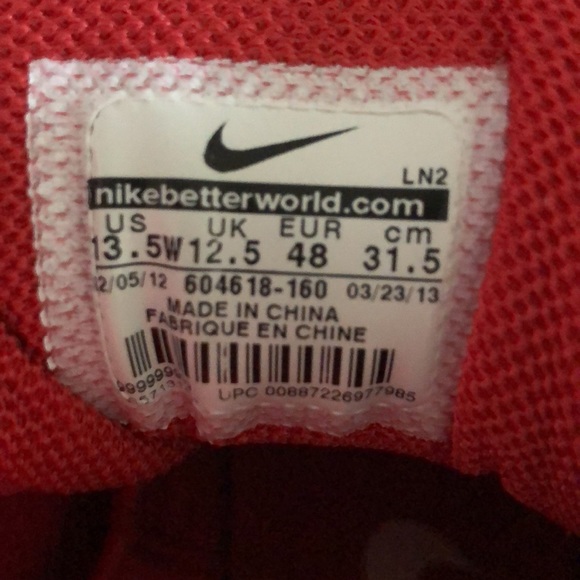 LN2
nikebetterworld.com
US UK EUR cm
13.5W 12.5 48 31.5
604618-160 03/23/13
MADE IN CHINA
FABRIQUE EN CHINE
UPC 00887226977985